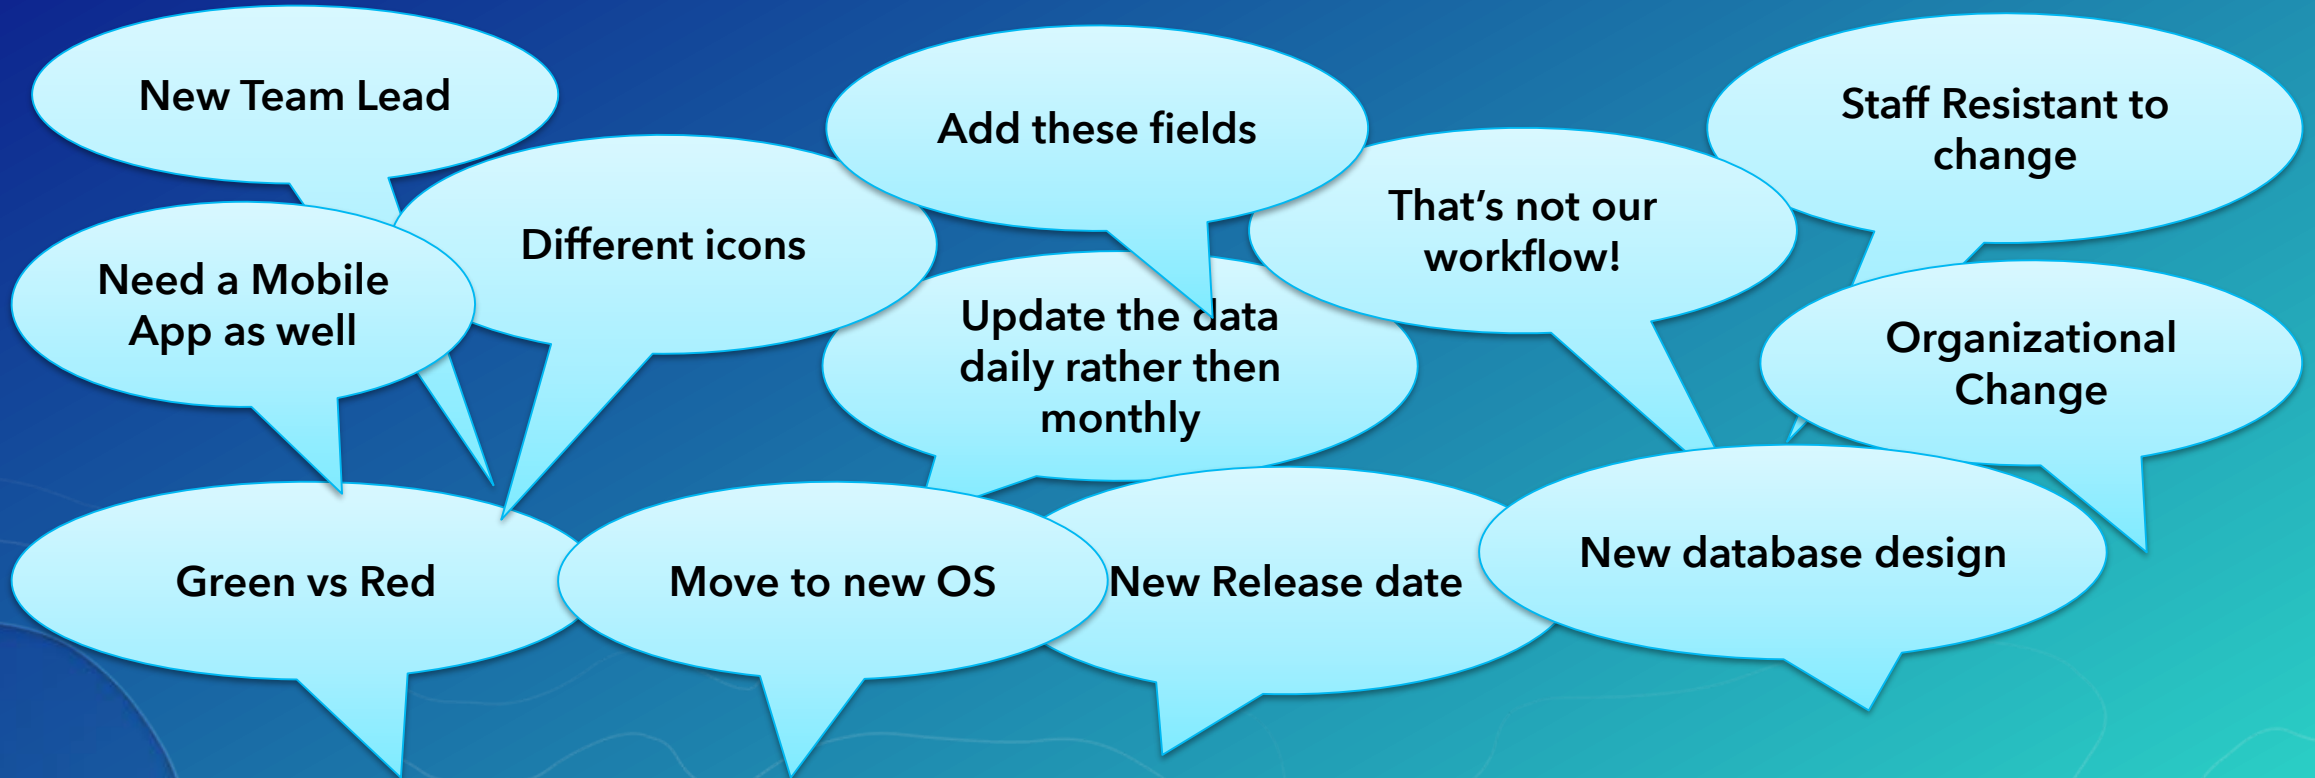 New Team Lead
Add these fields
Staff Resistant to
change
Different icons
That's not our
workflow!
Need a Mobile
App as well
Update the data
daily rather then
monthly
Organizational
Change
Green vs Red
Move to new OS
New Release date
New database design